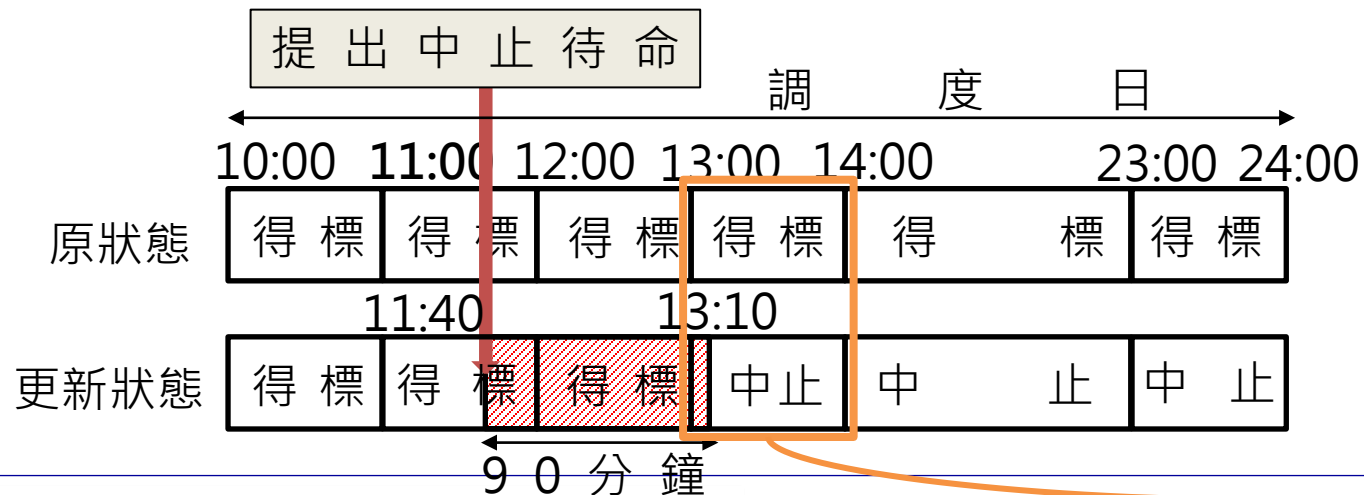 提出中止待命
調度日
10:00 11:00 12:00 13:00 14:00 23:00 24:00
原狀態 得標 得標 得標 得標 得標 得標
11:40 13:10
更新狀態 得標 得標 得標 中止 中止 中止
90分鐘